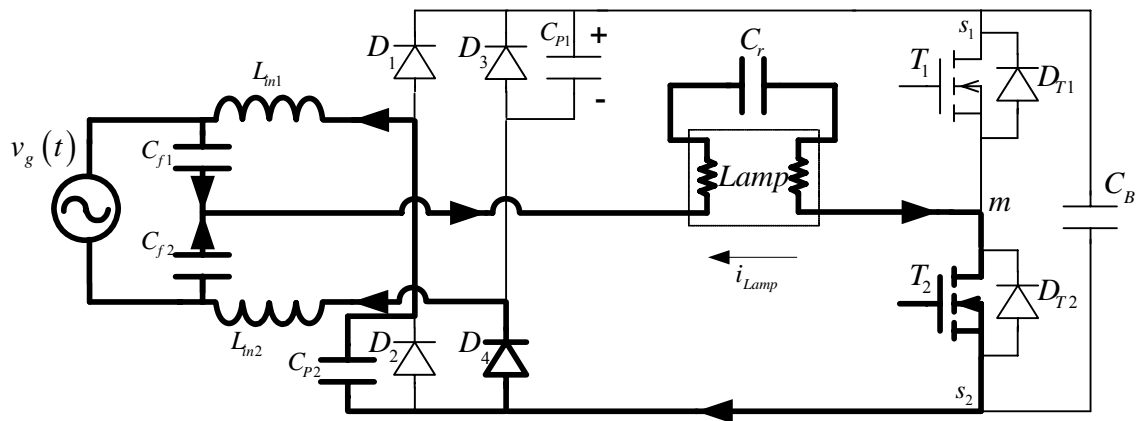 D1
D3
CP1
+
-
Cr
s1
T1
DT1
Lin1
vg (t)
Cf1
Lamp
m
CB
Cf2
iLamp
T2
DT2
Lin2
CP2
D2
D4
s2